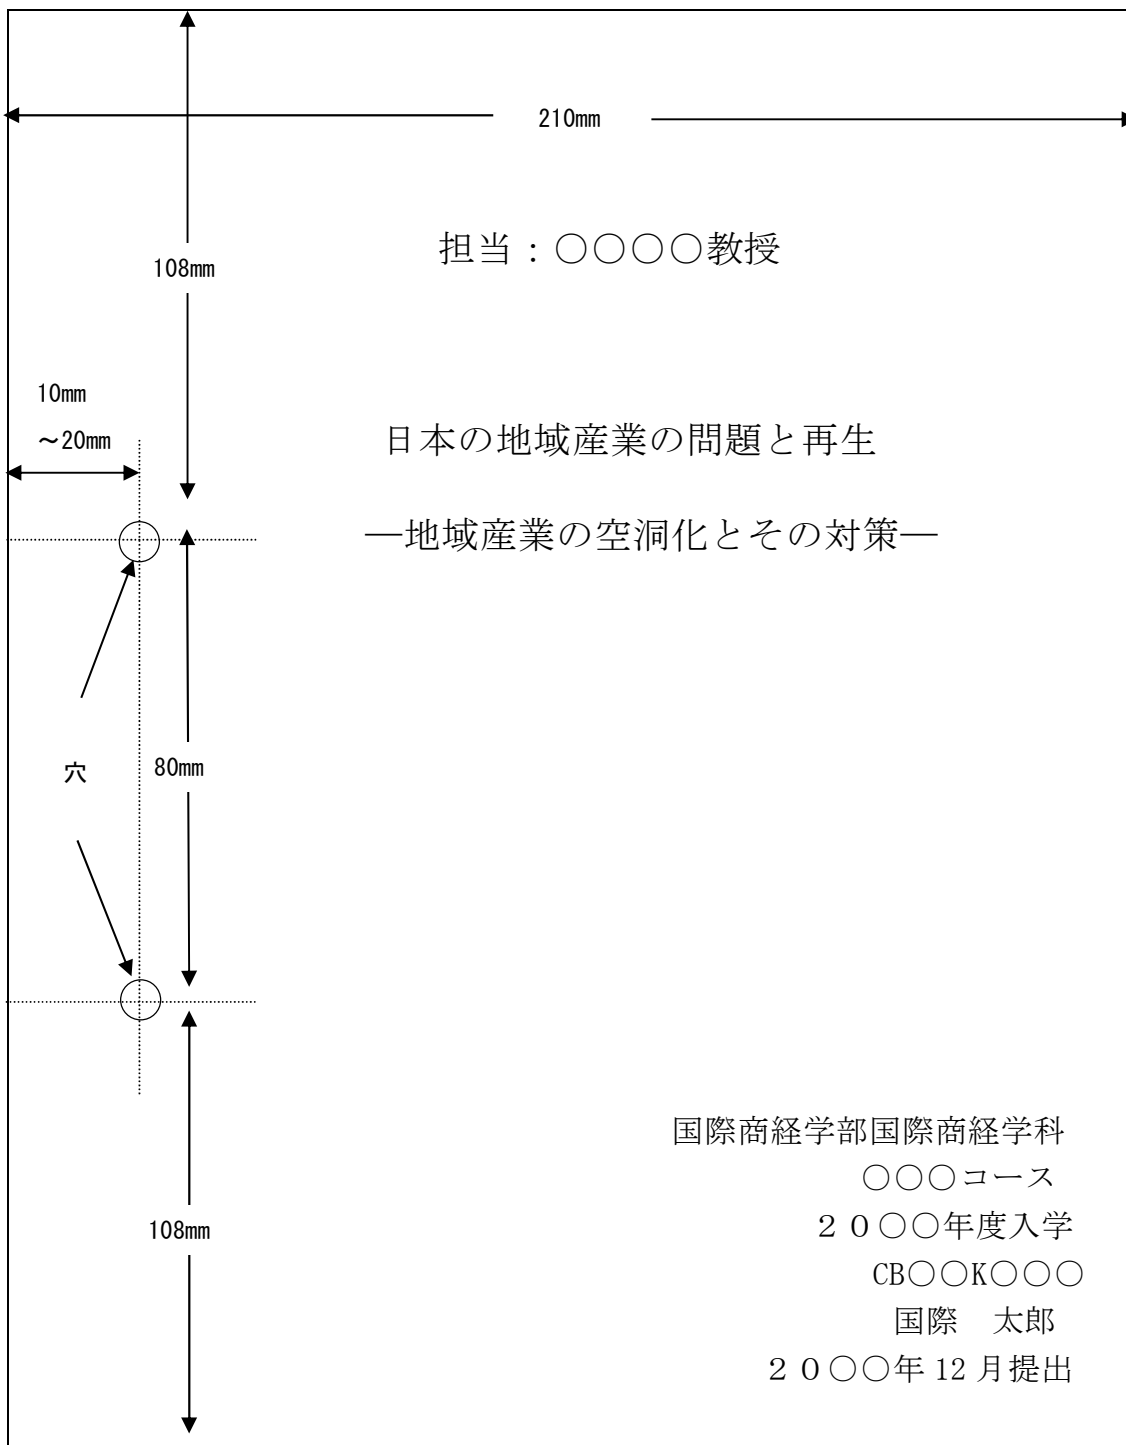 210mm
担当：○○○○教授
108mm
10mm
～20mm
日本の地域産業の問題と再生
―地域産業の空洞化とその対策―
穴
80mm
国際商経学部国際商経学科
○○○コース
２０○○年度入学
108mm
CB○○K○○○
国際　太郎
２０○○年 12 月提出